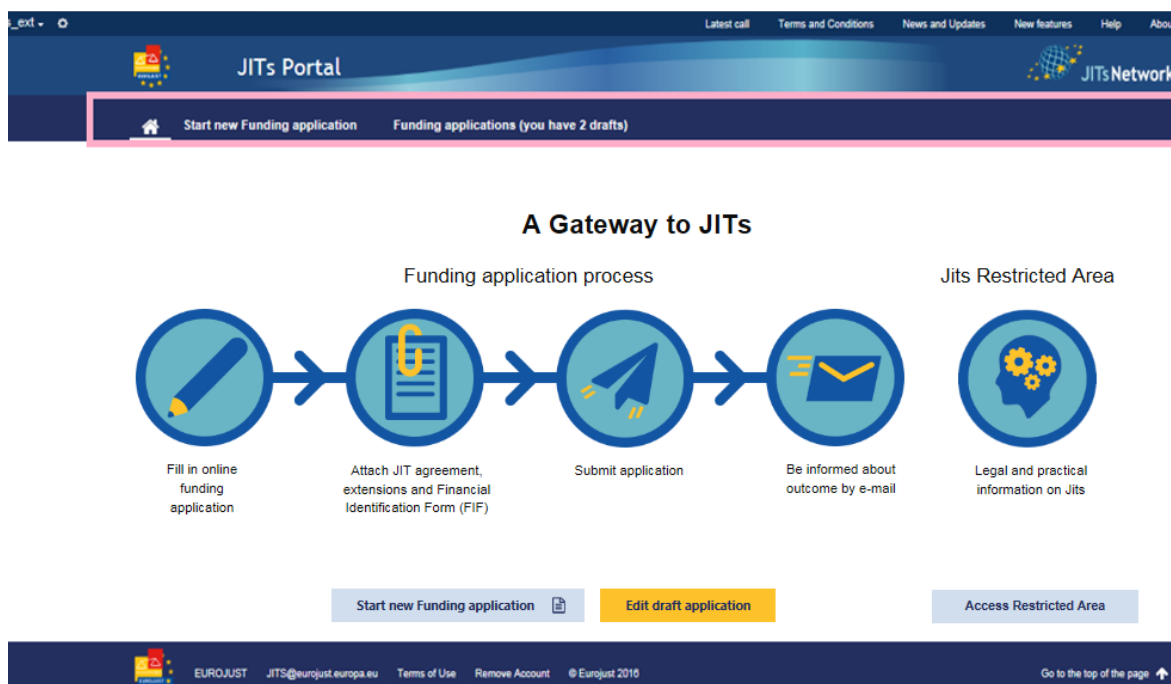 s_ext
Latest call Terms and Conditions News and Updates New features Help Abou
EUROJUST JITs Portal JITsNetwork
Start new Funding application Funding applications (you have 2 drafts)
A Gateway to JITs
Funding application process Jits Restricted Area
Fill in online
funding
application
Attach JIT agreement,
extensions and Financial
Identification Form (FIF)
Submit application
Be informed about
outcome by e-mail
Legal and practical
information on Jits
Start new Funding application Edit draft application Access Restricted Area
EUROJUST EUROJUST JITS@eurojust.europa.eu Terms of Use Remove Account © Eurojust 2016 Go to the top of the page